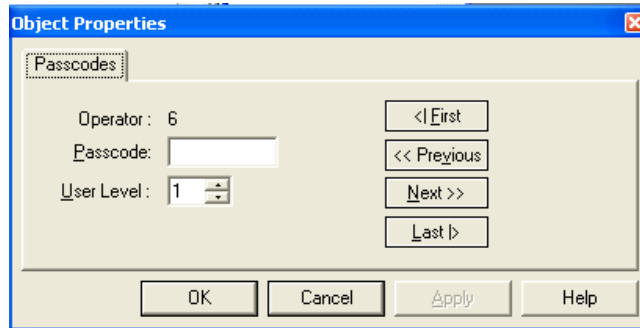 Object Properties
Passcodes
Operator : 6
Passcode:
User Level : 1
<| First
<< Previous
Next >>
Last |>
OK Cancel Apply Help